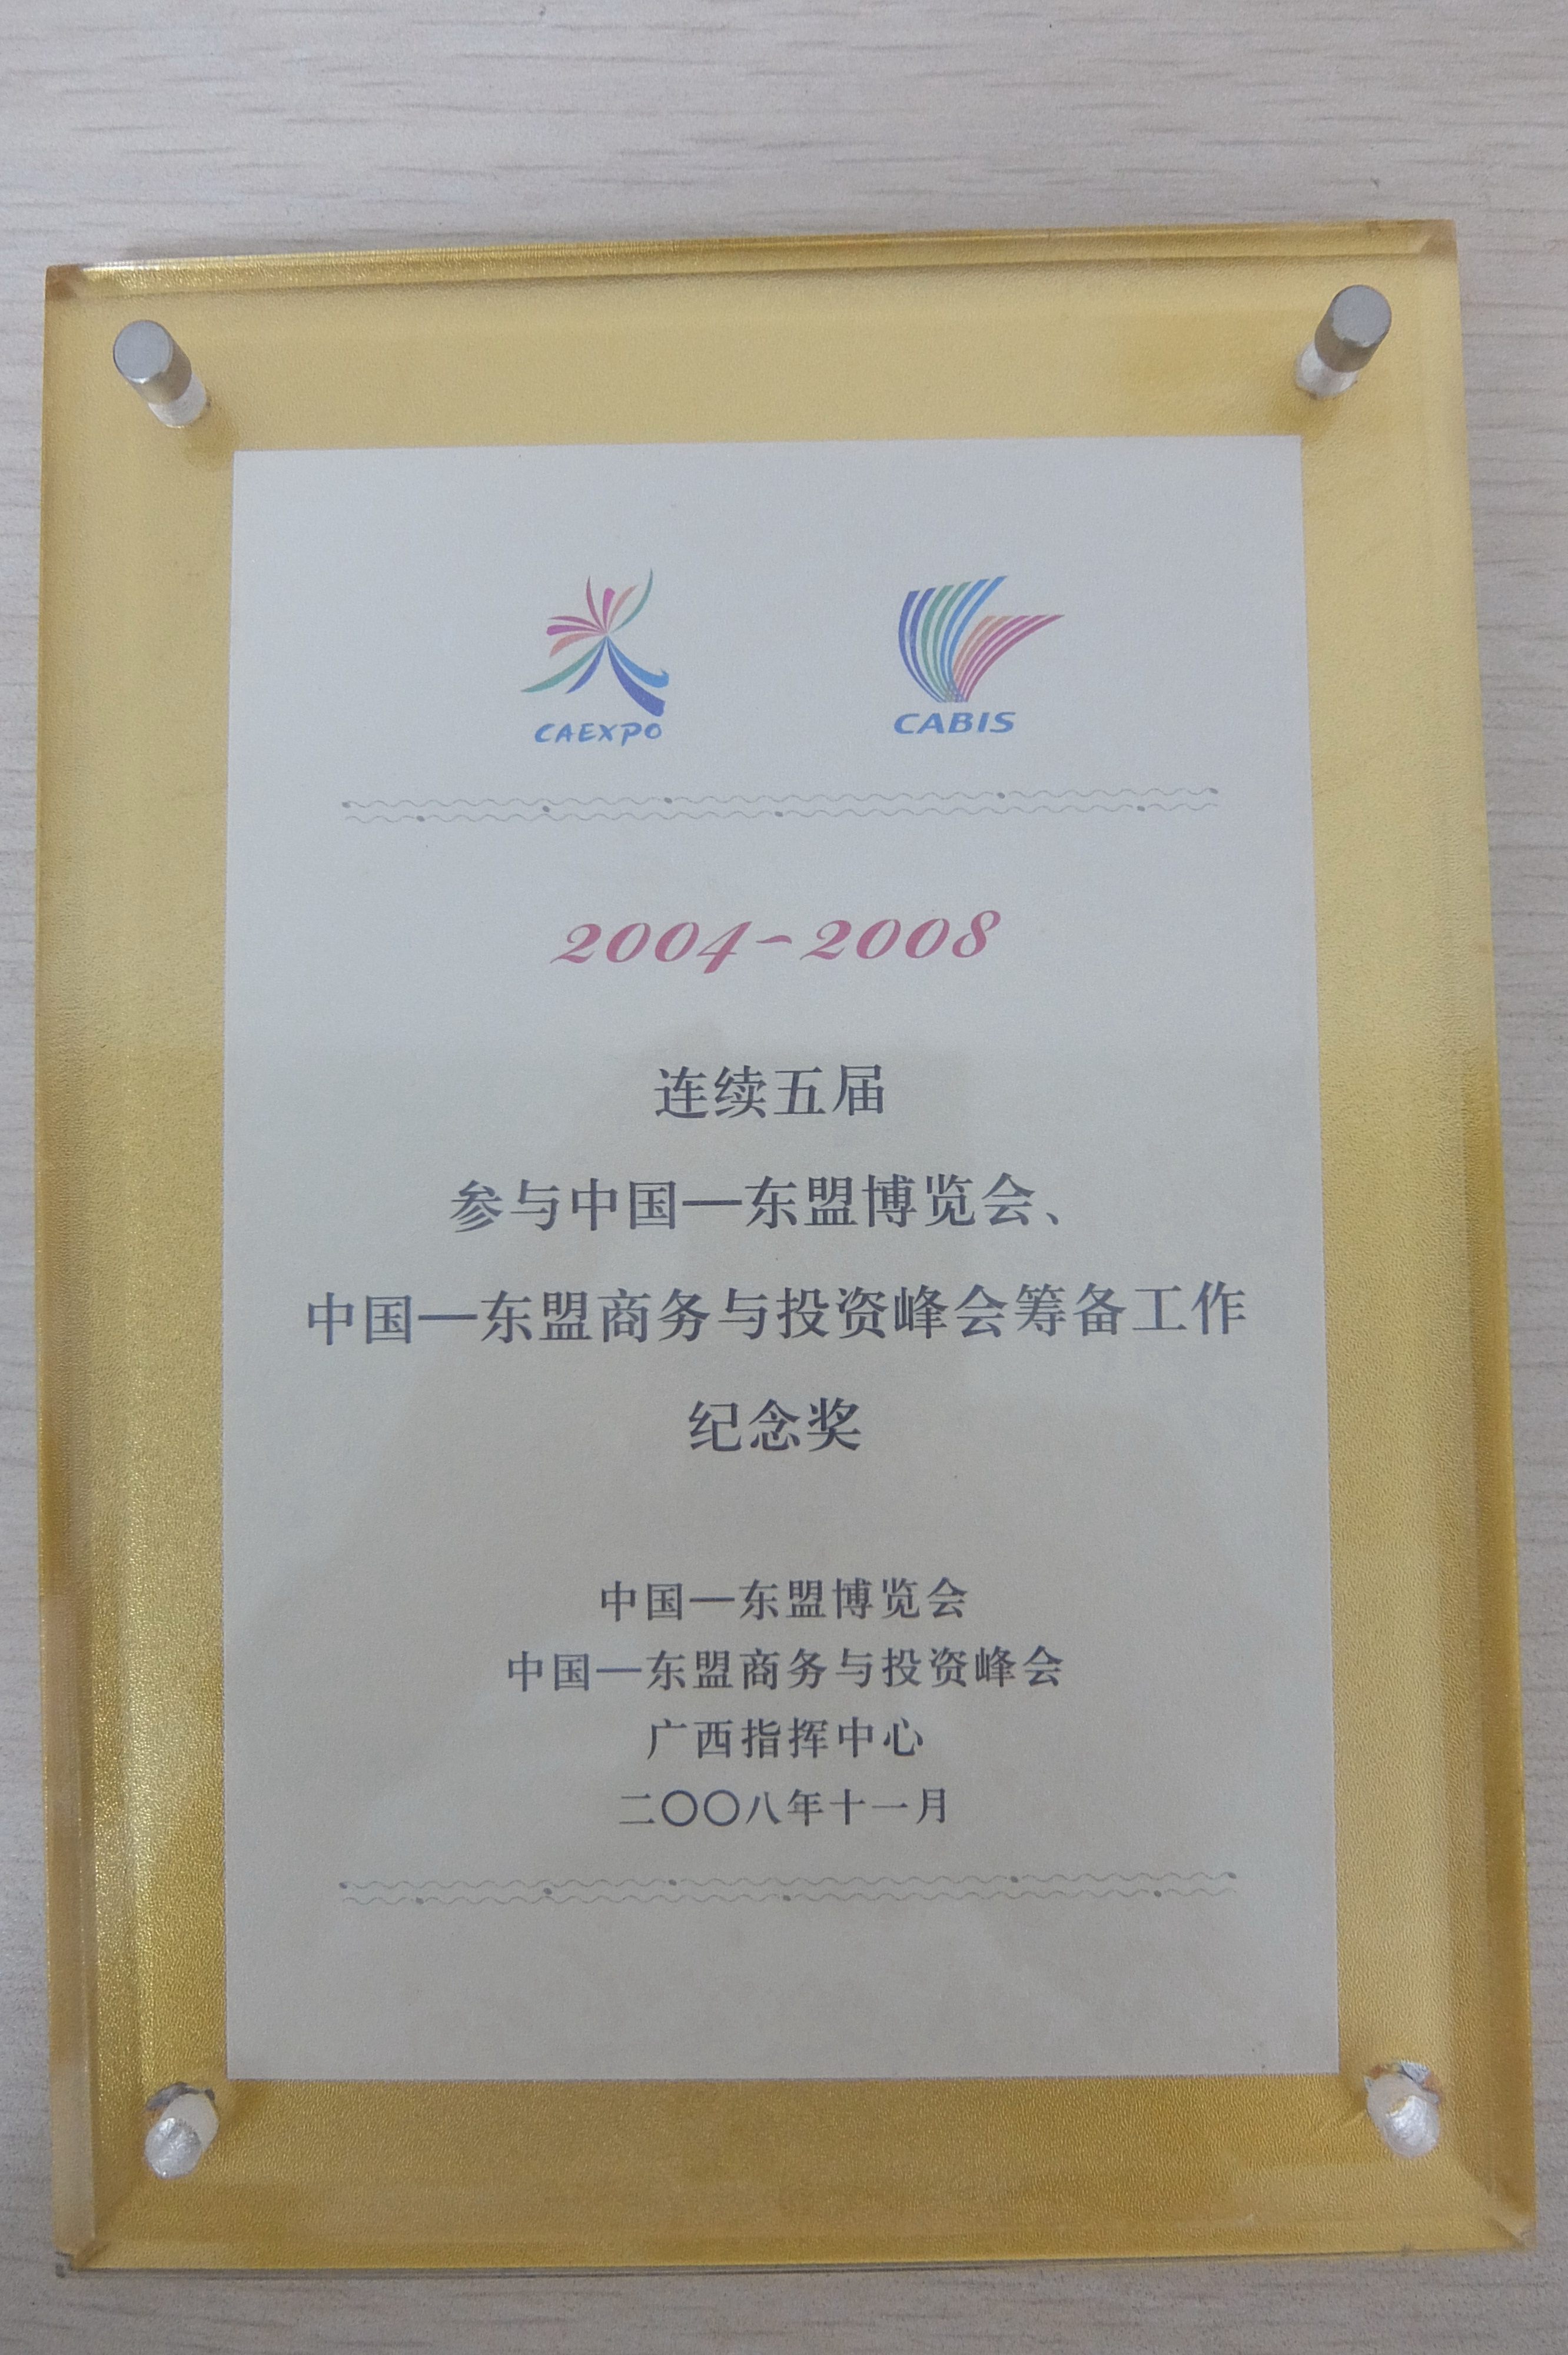 CAEXPO CABIS
2004-2008
连续五届
参与中国—东盟博览会、
中国—东盟商务与投资峰会筹备工作
纪念奖
中国—东盟博览会
中国—东盟商务与投资峰会
广西指挥中心
二〇〇八年十一月